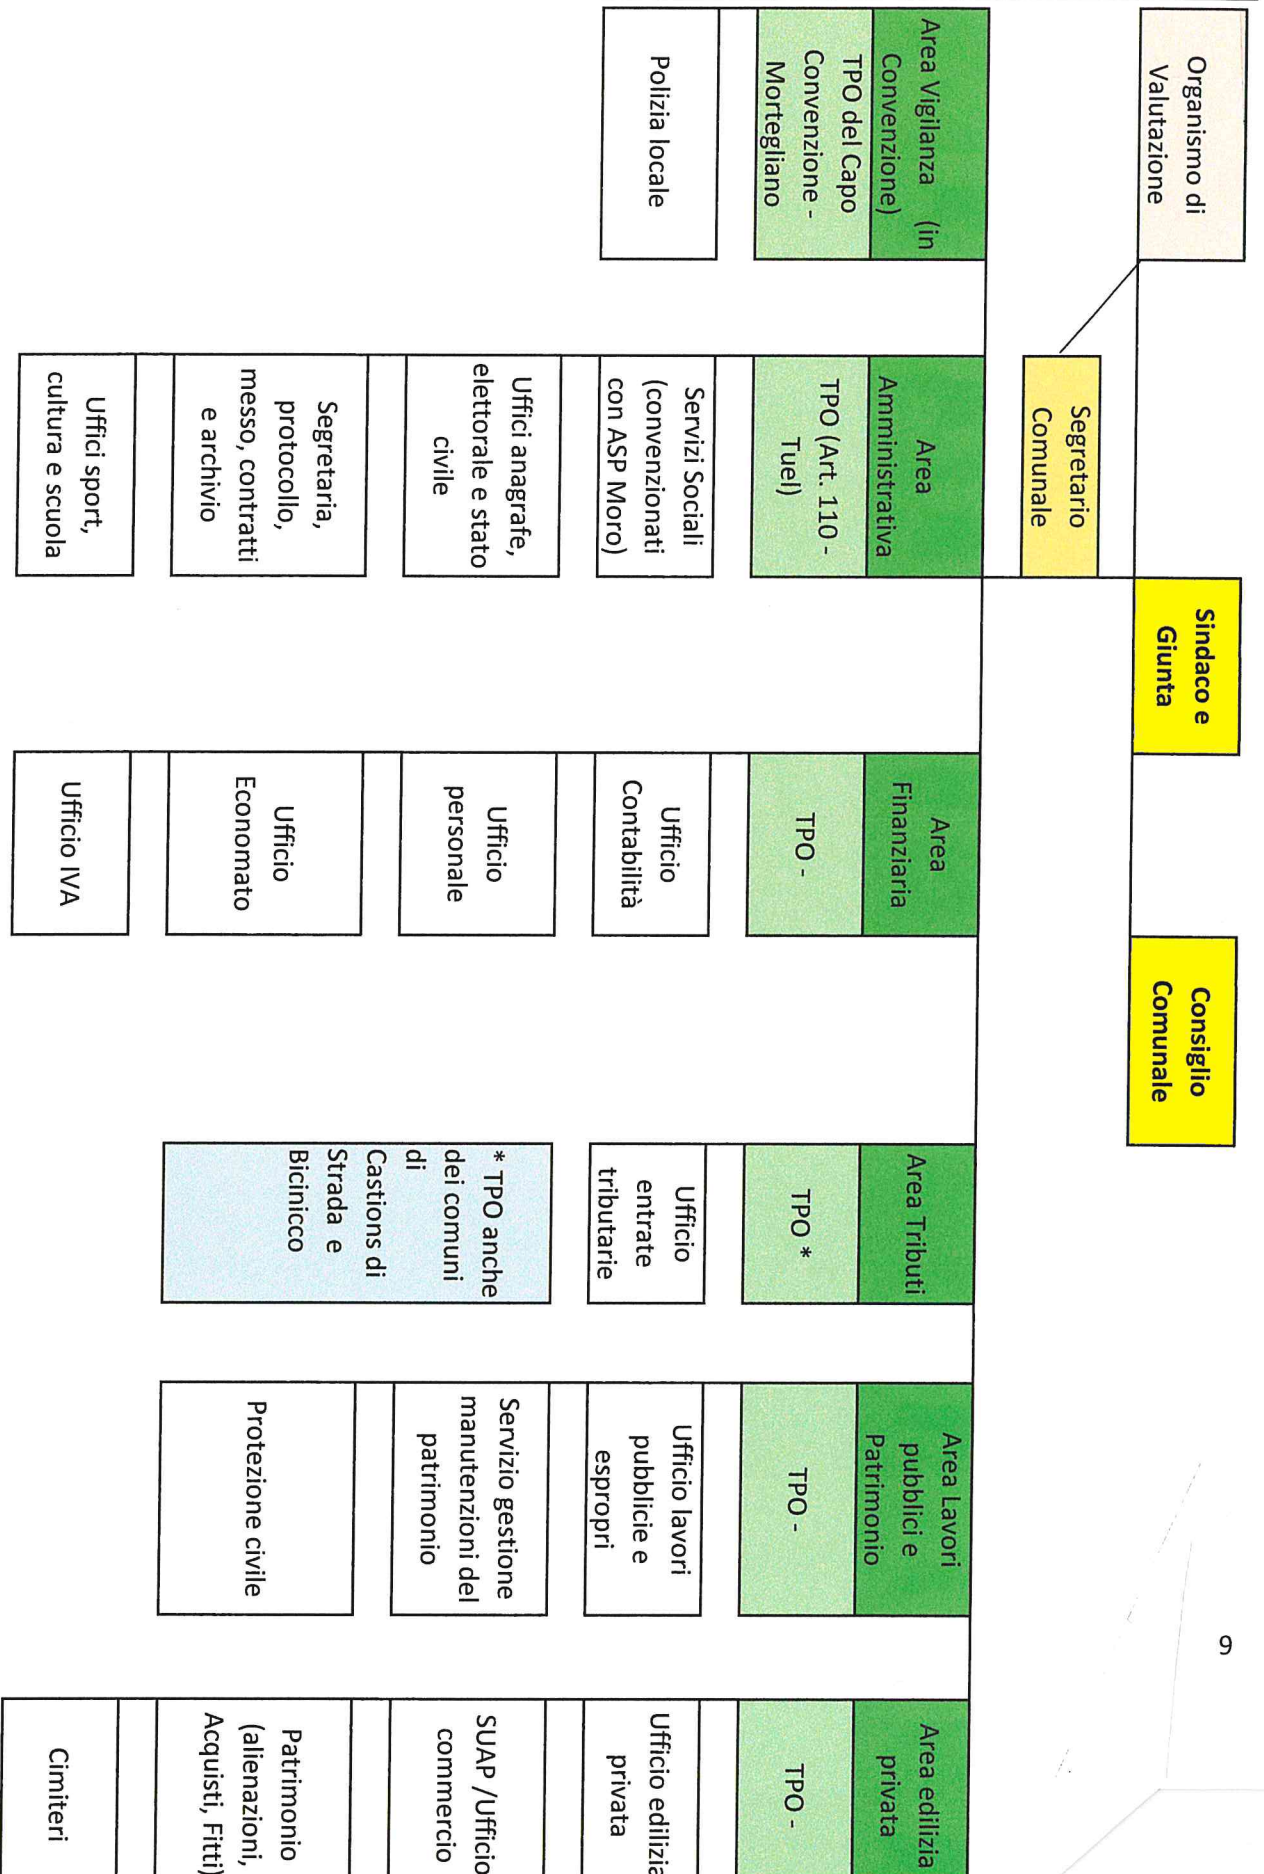 Organismo di
Valutazione
Sindaco e
Giunta
Consiglio
Comunale
Segretario
Comunale
Area Vigilanza (in
Convenzione)
TPO del Capo
Convenzione -
Mortegliano
Polizia locale
Area
Amministrativa
TPO (Art. 110 -
Tuel)
Servizi Sociali
(convenzionati
con ASP Moro)
Uffici anagrafe,
elettorale e stato
civile
Segretaria,
protocollo,
messo, contratti
e archivio
Uffici sport,
cultura e scuola
Area
Finanziaria
TPO -
Ufficio
Contabilità
Ufficio
personale
Ufficio
Economato
Ufficio IVA
Area Tributi
TPO *
Ufficio
entrate
tributarie
* TPO anche
dei comuni
di
Castions di
Strada e
Bicinicco
Area Lavori
pubblici e
Patrimonio
TPO -
Ufficio lavori
pubblicie e
espropri
Servizio gestione
manutenzioni del
patrimonio
Protezione civile
Area edilizia
privata
TPO -
Ufficio edilizia
privata
SUAP /Ufficio
commercio
Patrimonio
(alienazioni,
Acquisti, Fitti)
Cimiteri
9